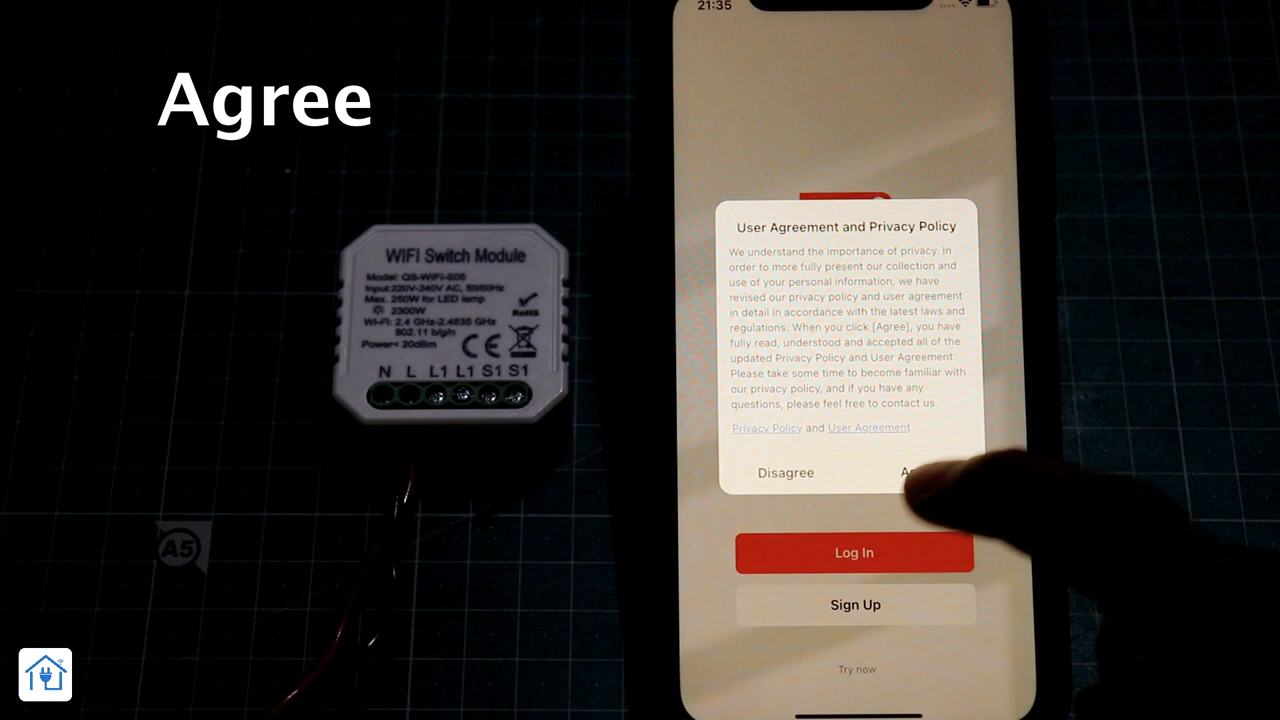 Agree
21:35
WIFI Switch Module
Model: QS-WIFI-S05
Input:220V-240V AC, 50/60Hz
Max. 250W for LED lamp
2300W
Wi-Fi: 2.4 GHz-2.4835 GHz
802.11 b/g/n
Power< 20dBm
RoHS
CE
N L L1 L1 S1 S1
A5
User Agreement and Privacy Policy
We understand the importance of privacy. In
order to more fully present our collection and
use of your personal information, we have
revised our privacy policy and user agreement
in detail in accordance with the latest laws and
regulations. When you click [Agree], you have
fully read, understood and accepted all of the
updated Privacy Policy and User Agreement.
Please take some time to become familiar with
our privacy policy, and if you have any
questions, please feel free to contact us.
Privacy Policy and User Agreement
Disagree
Log In
Sign Up
Try now